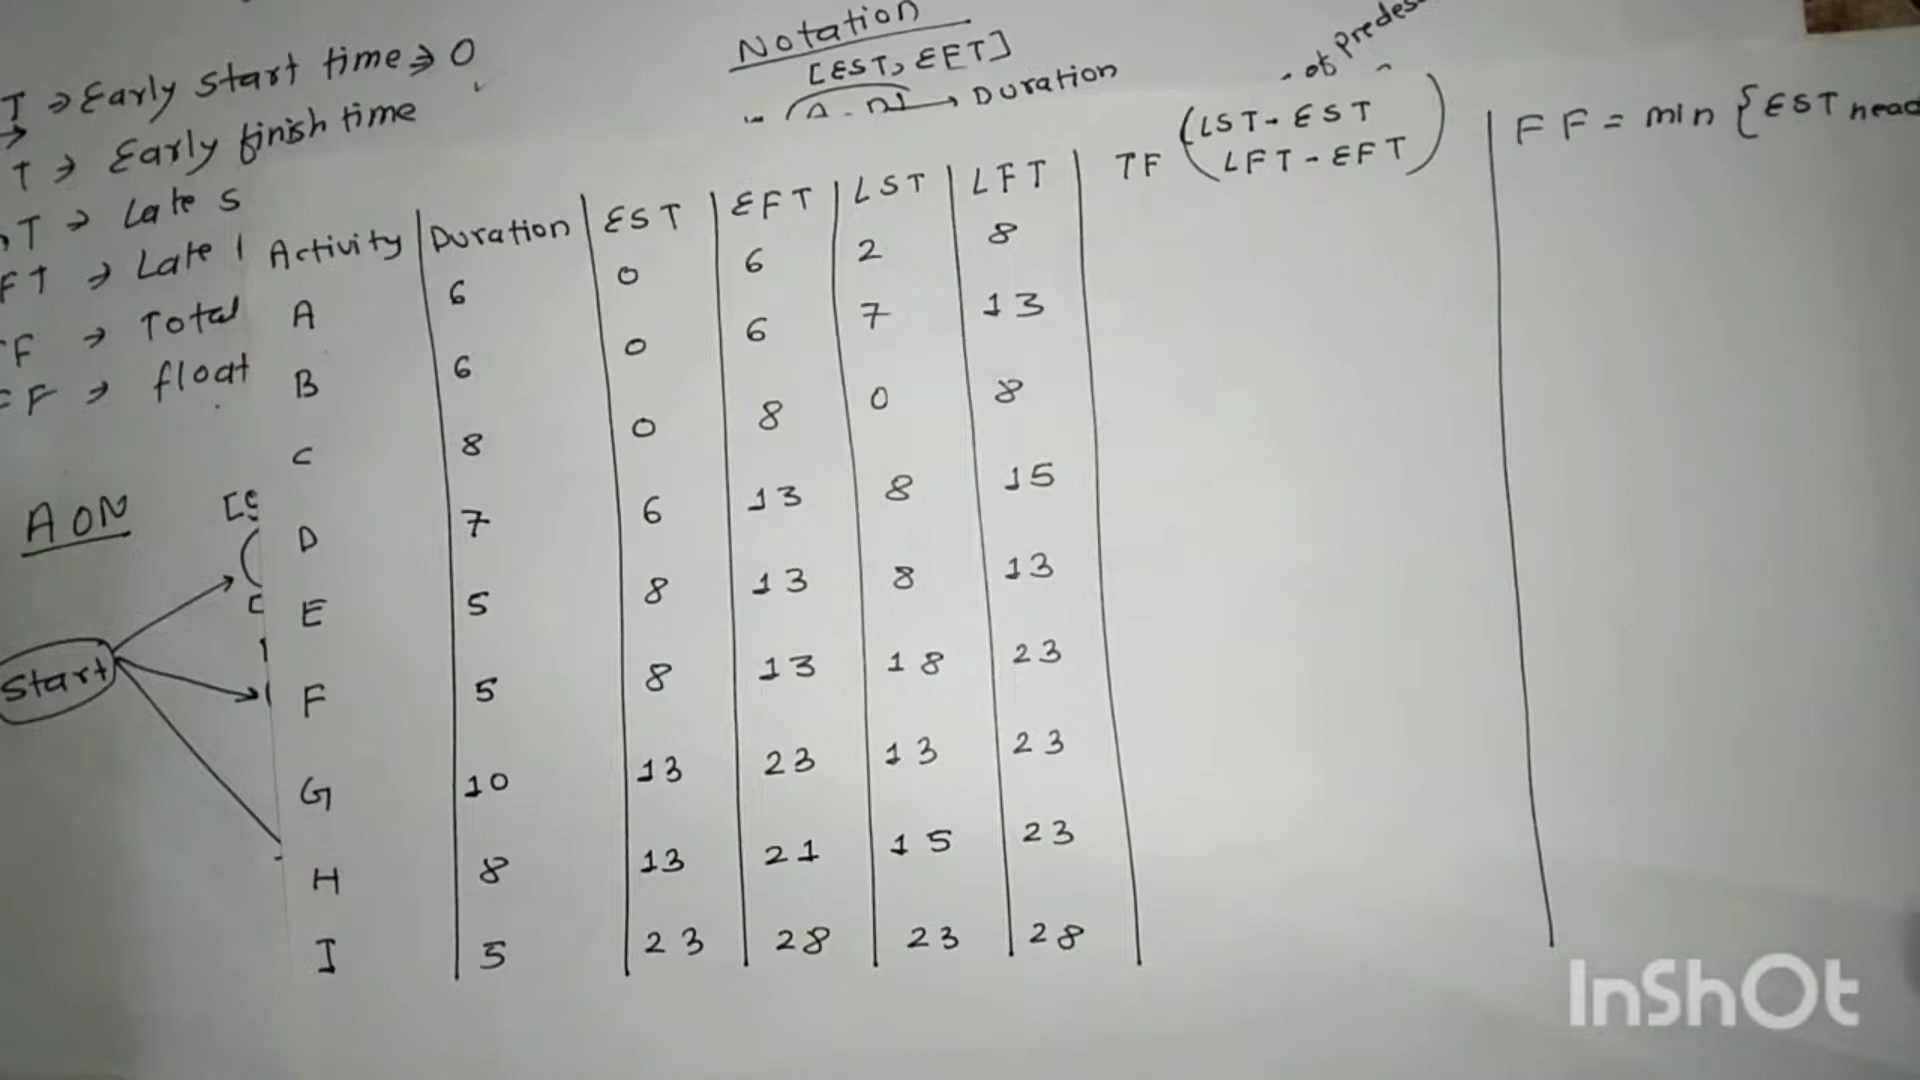 Notation
[EST, EFT]
Duration
T ⇒ Early Start time ⇒ 0
T ⇒ Early finish time
T ⇒ Late S
FT ⇒ Late
F ⇒ Total
FF ⇒ float
of Predes
Activity | Duration | EST | EFT | LST | LFT | TF (LST-EST LFT-EFT) | FF = min {EST head
A 6 0 6 2 8
B 6 0 6 7 13
C 8 0 8 0 8
D 7 6 13 8 15
E 5 8 13 8 13
F 5 8 13 18 23
G 10 13 23 13 23
H 8 13 21 15 23
I 5 23 28 23 28
AON
Start
InShOt